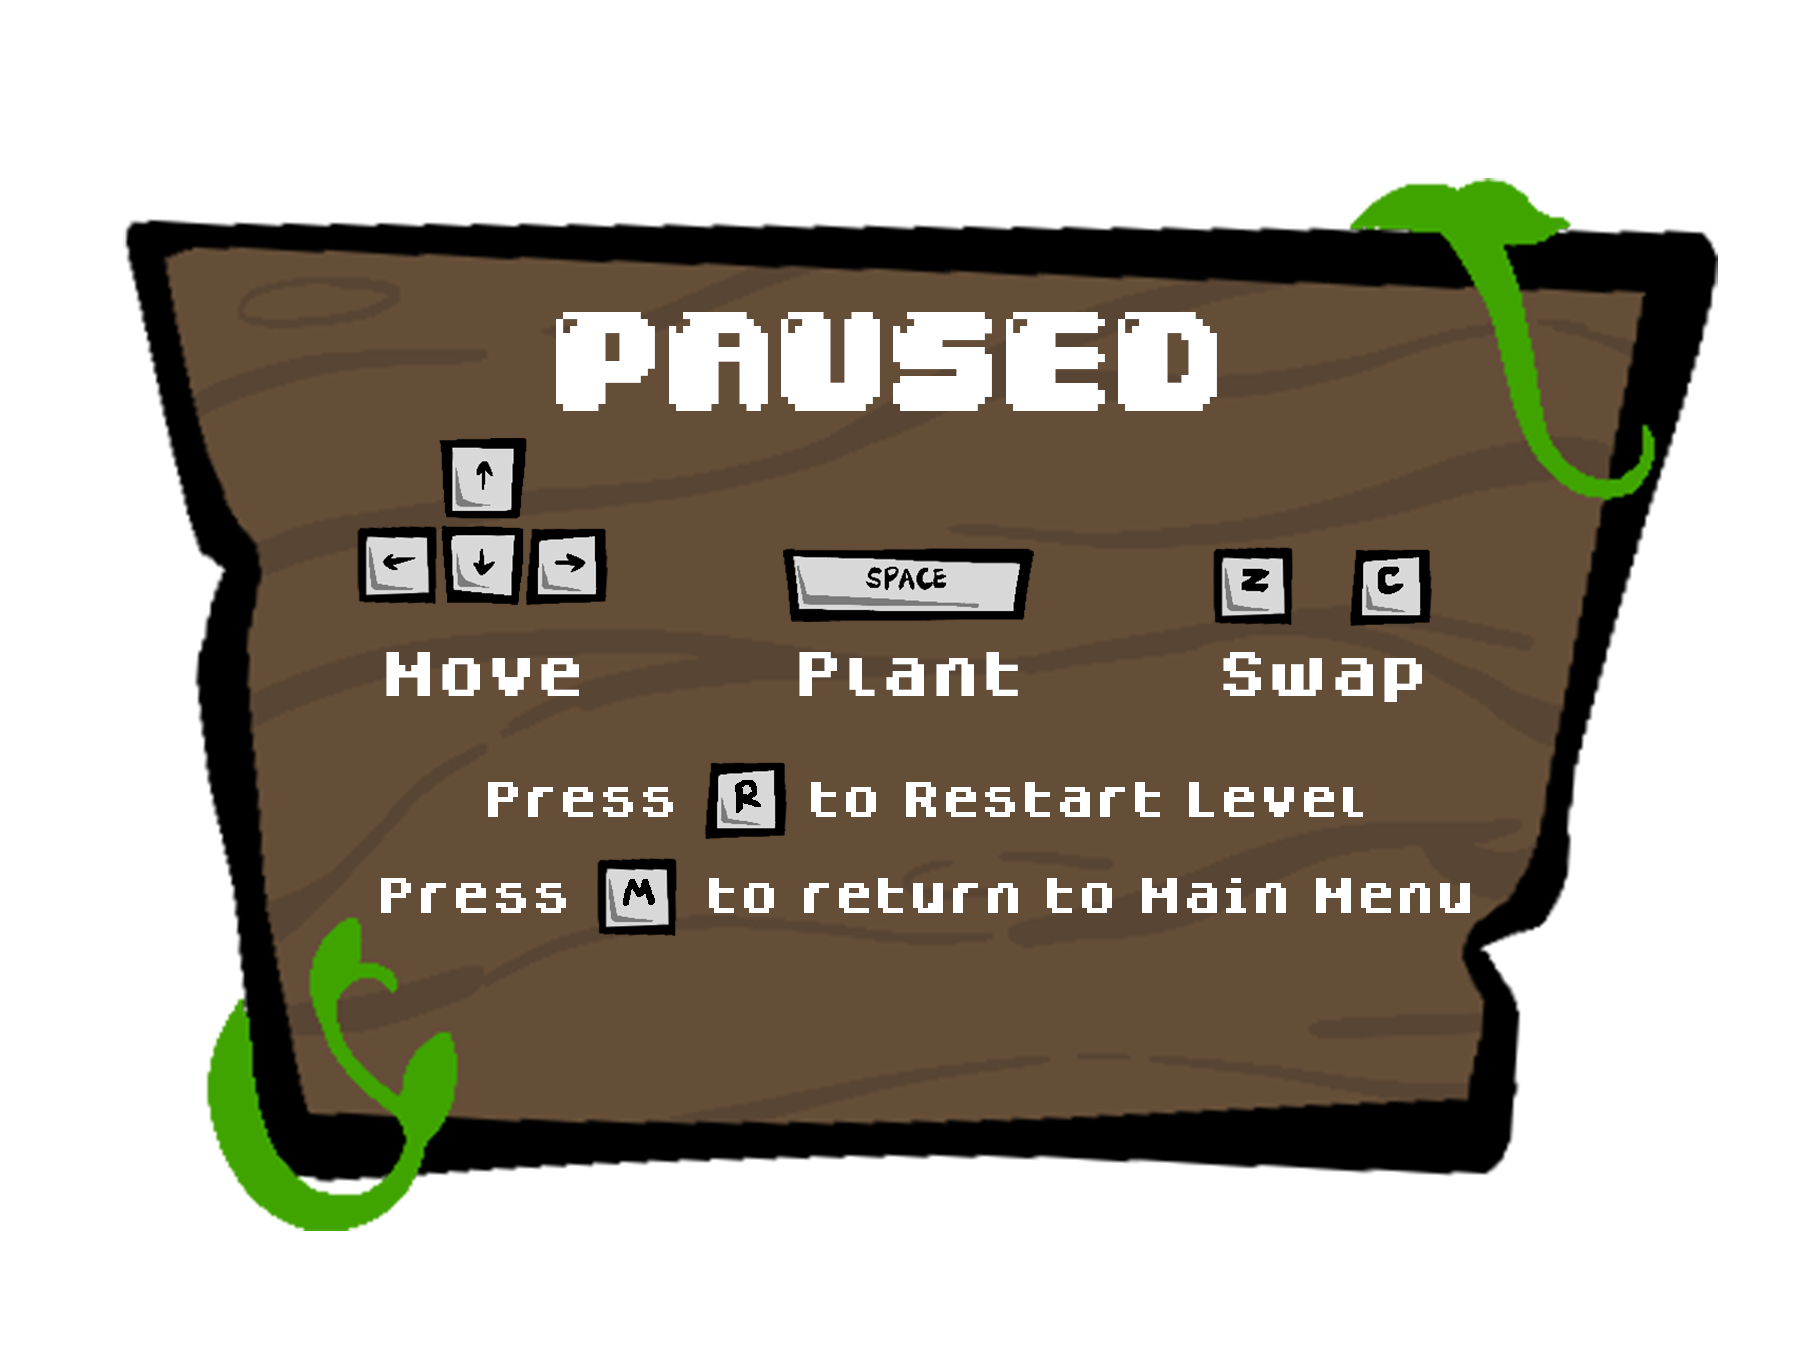 PAUSED
↑
← ↓ →
SPACE
Z C
Move Plant Swap
Press R to Restart Level
Press M to return to Main Menu